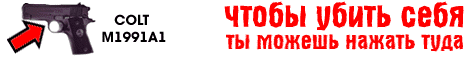 COLT
M1991A1
чтобы убить себя
ты можешь нажать туда